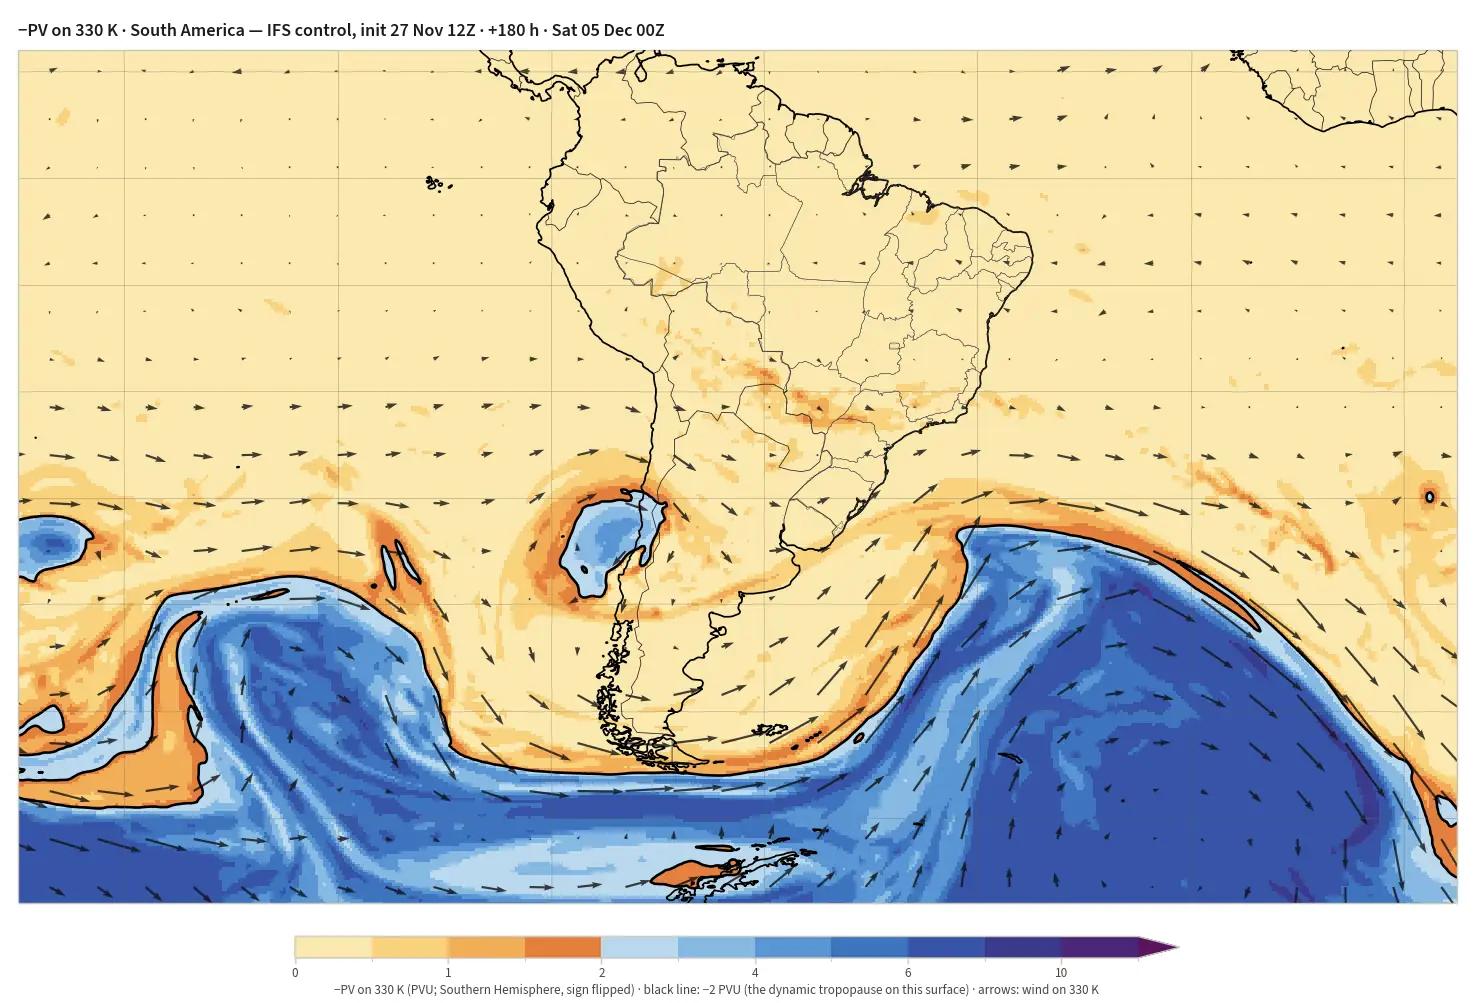 −PV on 330 K · South America — IFS control, init 27 Nov 12Z · +180 h · Sat 05 Dec 00Z
0 1 2 4 6 10
−PV on 330 K (PVU; Southern Hemisphere, sign flipped) · black line: −2 PVU (the dynamic tropopause on this surface) · arrows: wind on 330 K